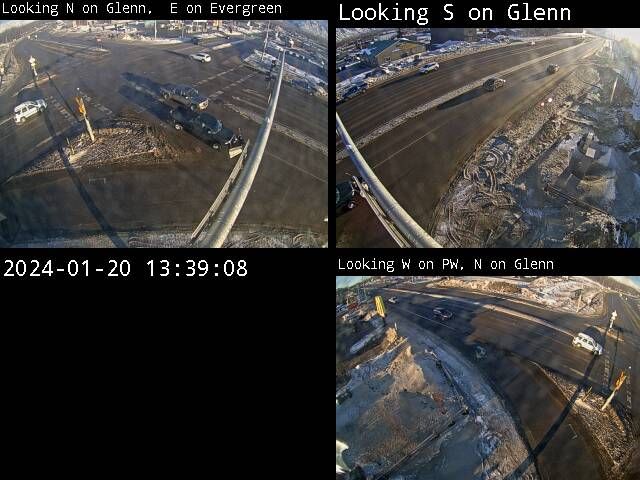 Looking N on Glenn,  E on Evergreen
Looking S on Glenn
2024-01-20 13:39:08
Looking W on PW, N on Glenn